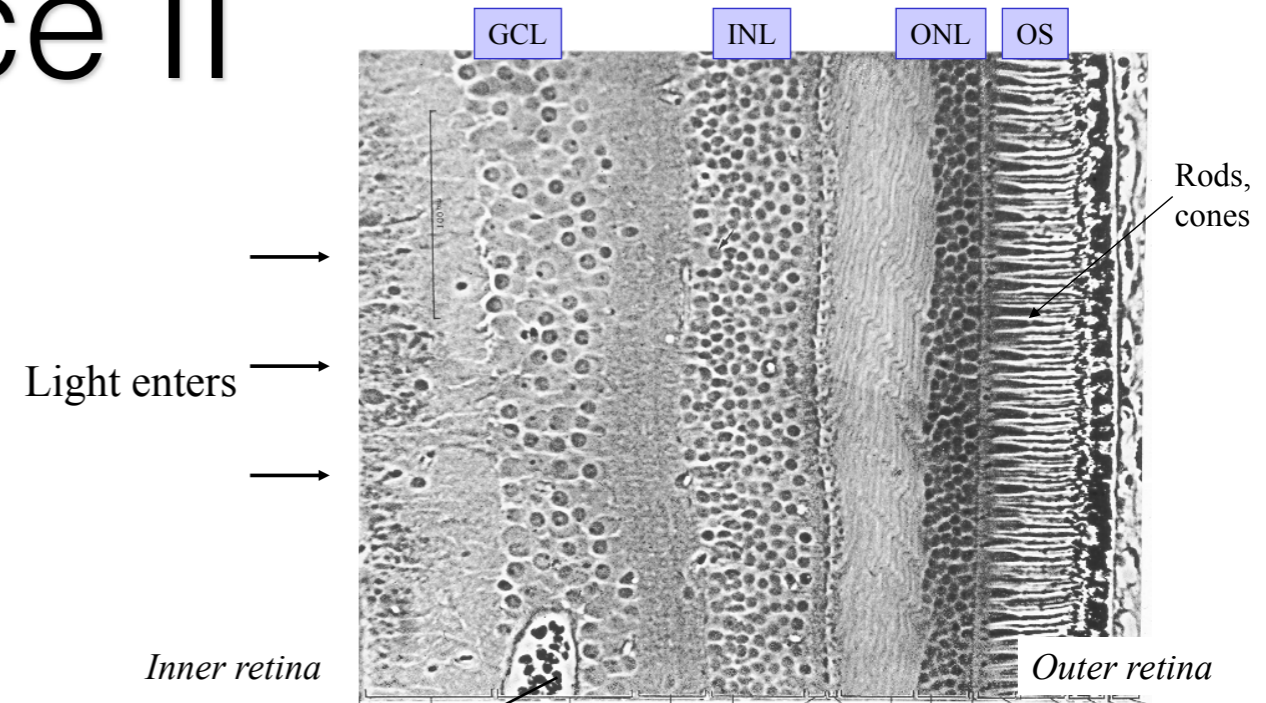 ce II
GCL
INL
ONL
OS
Rods,
cones
Light enters
Inner retina
Outer retina